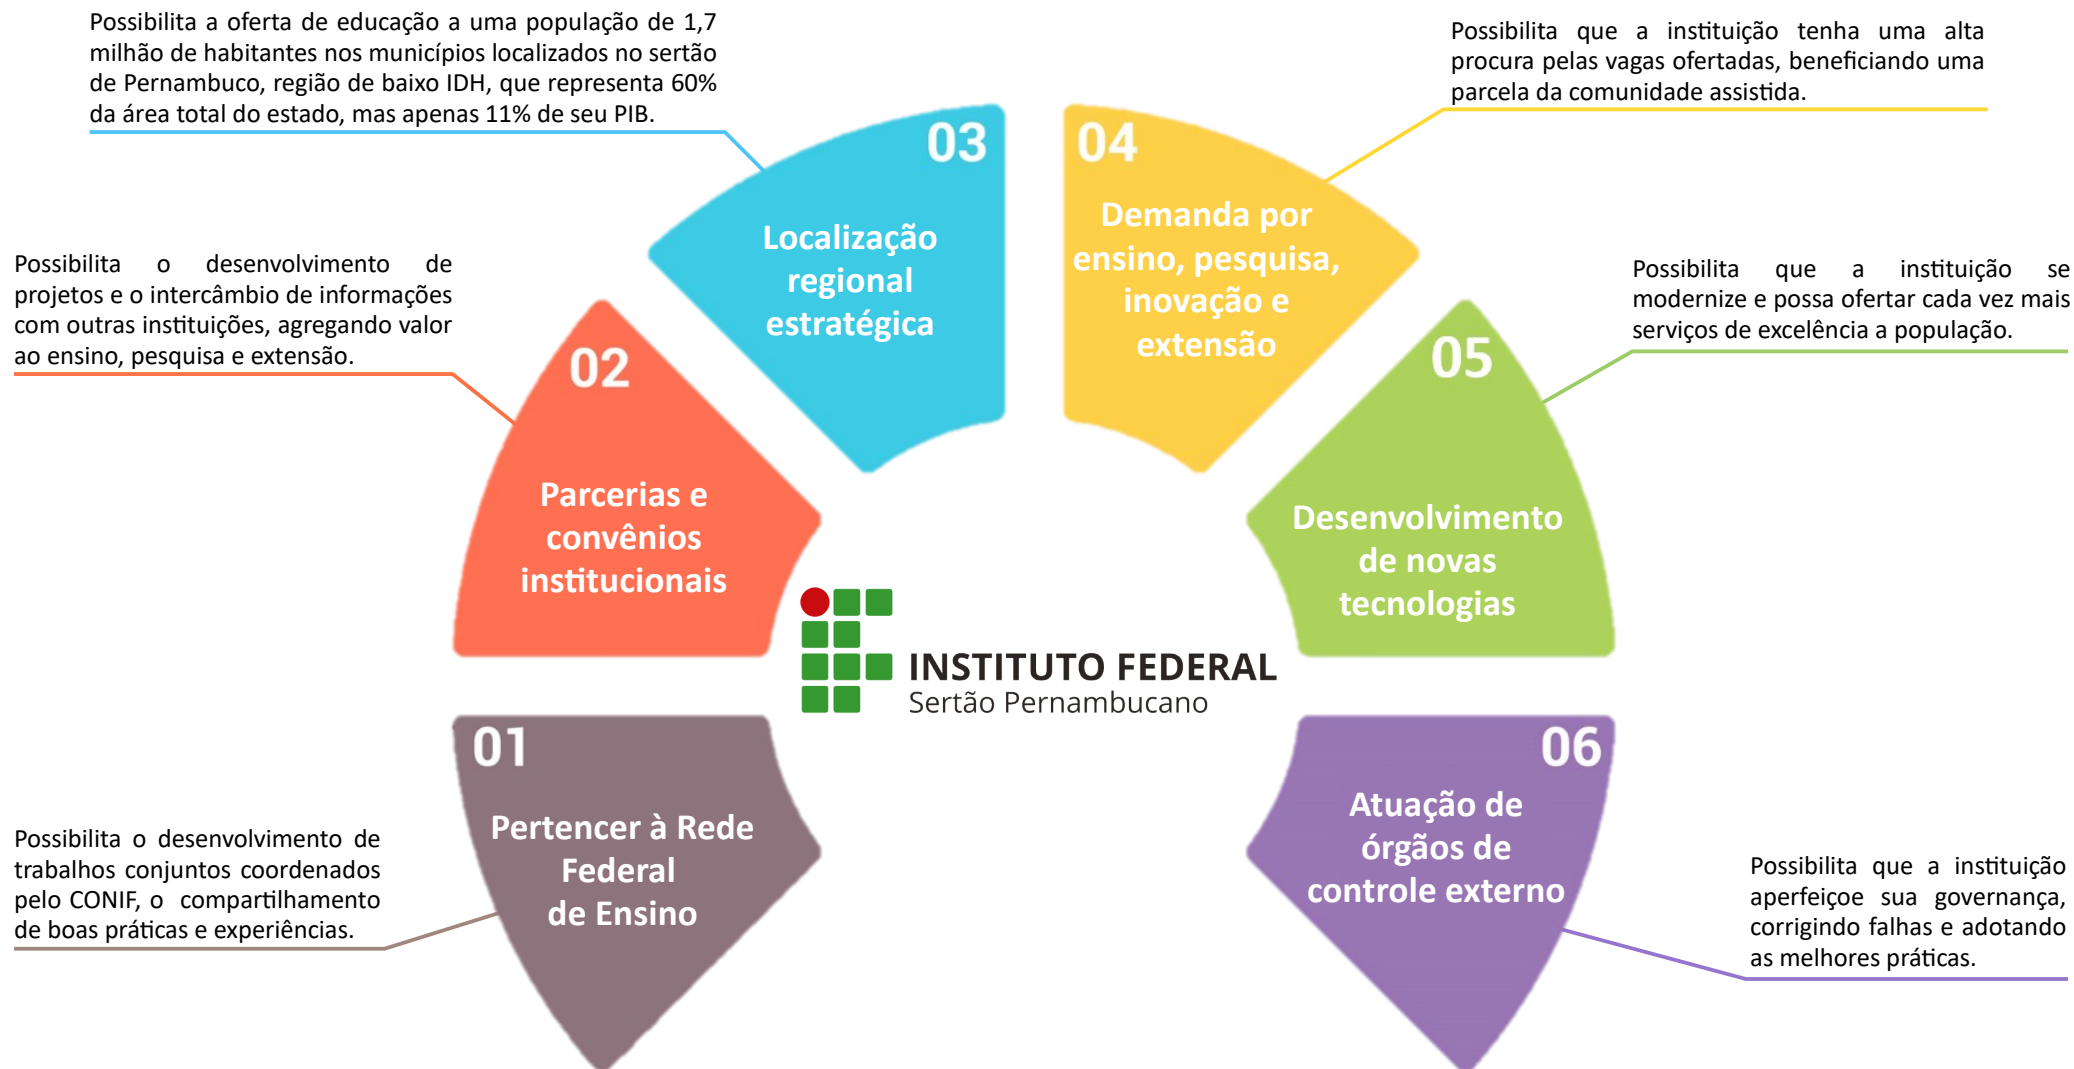 Possibilita a oferta de educação a uma população de 1,7
milhão de habitantes nos municípios localizados no sertão
de Pernambuco, região de baixo IDH, que representa 60%
da área total do estado, mas apenas 11% de seu PIB.
03
Localização
regional
estratégica
Possibilita que a instituição tenha uma alta
procura pelas vagas ofertadas, beneficiando uma
parcela da comunidade assistida.
04
Demanda por
ensino, pesquisa,
inovação e
extensão
Possibilita o desenvolvimento de
projetos e o intercâmbio de informações
com outras instituições, agregando valor
ao ensino, pesquisa e extensão.
02
Parcerias e
convênios
institucionais
Possibilita que a instituição se
modernize e possa ofertar cada vez mais
serviços de excelência a população.
05
Desenvolvimento
de novas
tecnologias
INSTITUTO FEDERAL
Sertão Pernambucano
01
Pertencer à Rede
Federal
de Ensino
Possibilita o desenvolvimento de
trabalhos conjuntos coordenados
pelo CONIF, o compartilhamento
de boas práticas e experiências.
06
Atuação de
órgãos de
controle externo
Possibilita que a instituição
aperfeiçoe sua governança,
corrigindo falhas e adotando
as melhores práticas.